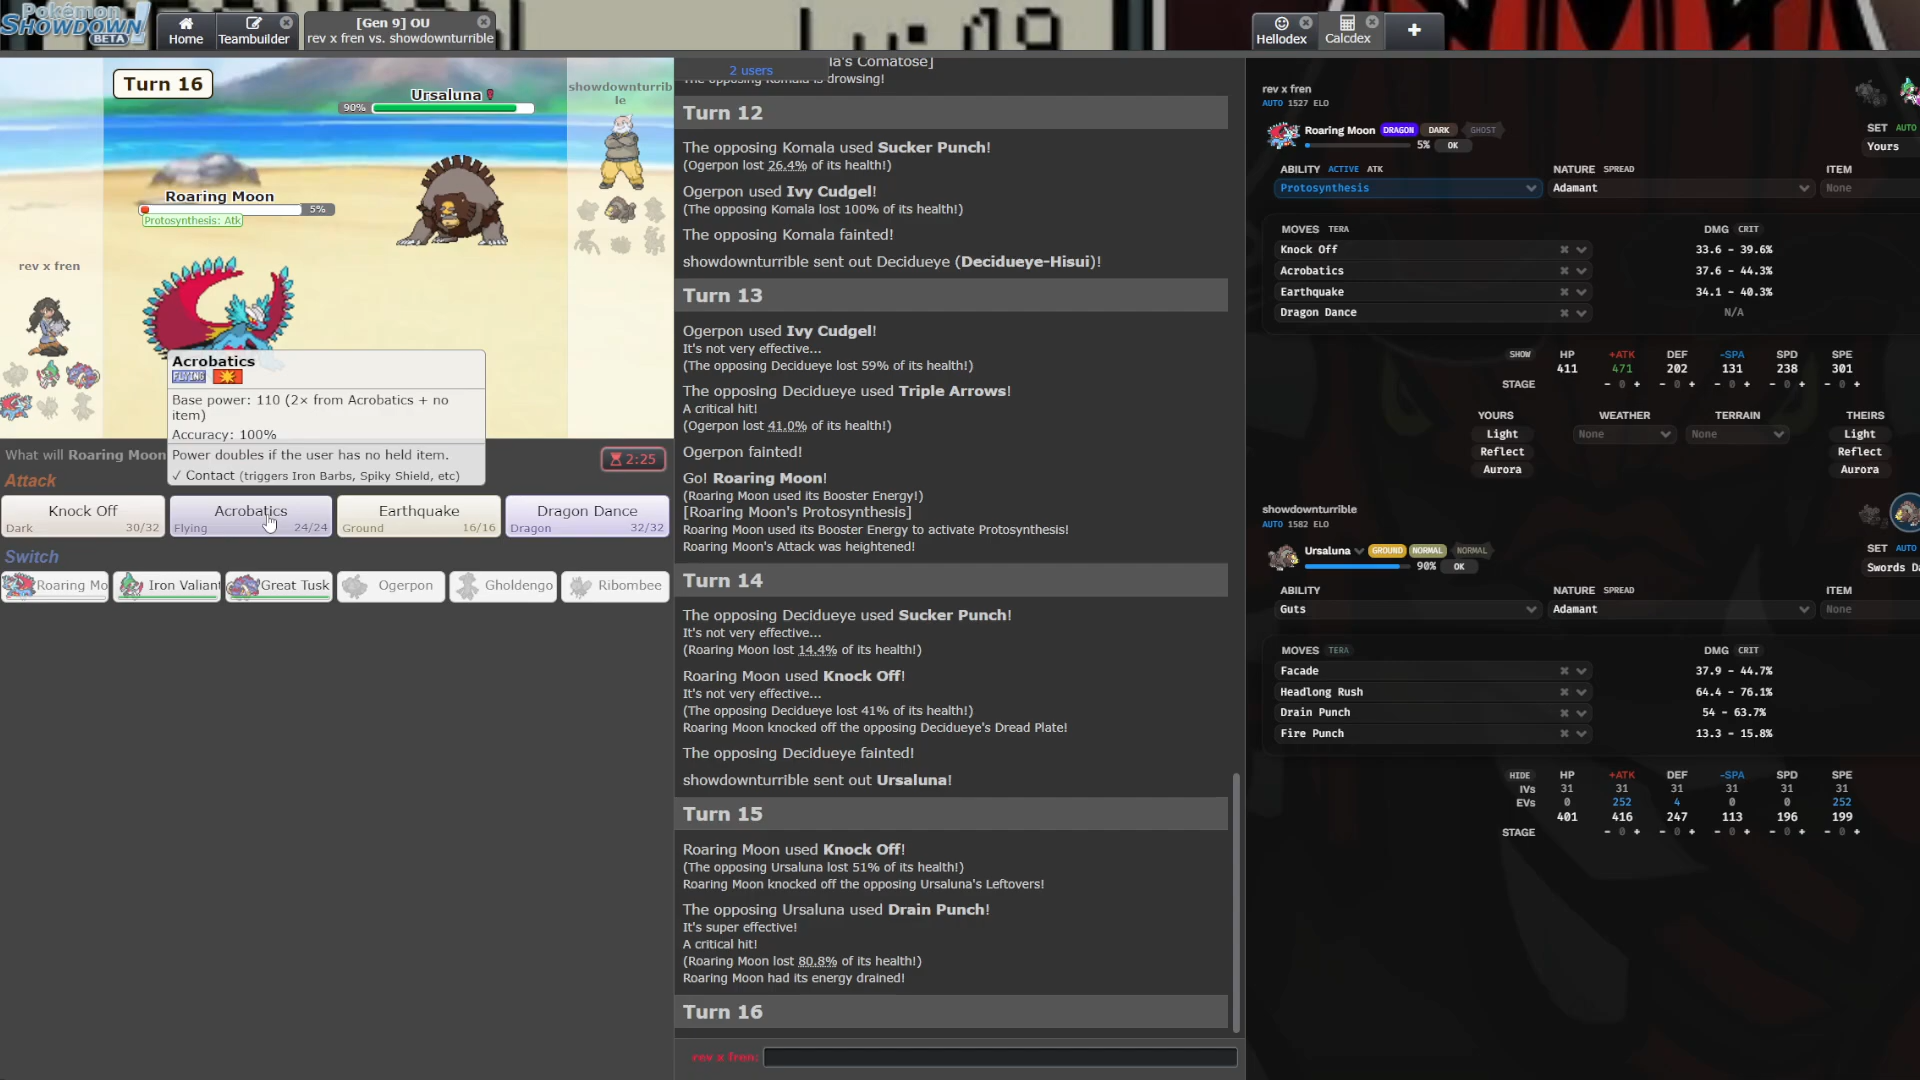 Pokémon
SHOWDOWN!
BETA
Home
Teambuilder
[Gen 9] OU
rev x fren vs. showdownturrible
Hellodex
Calcdex
Turn 16
90%
Ursaluna
showdownturrib
le
Roaring Moon
5%
Protosynthesis: Atk
rev x fren
Acrobatics
FLYING
Base power: 110 (2× from Acrobatics + no
item)
Accuracy: 100%
Power doubles if the user has no held item.
✓ Contact (triggers Iron Barbs, Spiky Shield, etc)
What will Roaring Moon
2:25
Attack
Knock Off
Dark 30/32
Acrobatics
Flying 24/24
Earthquake
Ground 16/16
Dragon Dance
Dragon 32/32
Switch
Roaring Mo
Iron Valiant
Great Tusk
Ogerpon
Gholdengo
Ribombee
2 users
la's Comatose]
The opposing Komala is drowsing!
Turn 12
The opposing Komala used Sucker Punch!
(Ogerpon lost 26.4% of its health!)
Ogerpon used Ivy Cudgel!
(The opposing Komala lost 100% of its health!)
The opposing Komala fainted!
showdownturrible sent out Decidueye (Decidueye-Hisui)!
Turn 13
Ogerpon used Ivy Cudgel!
It's not very effective...
(The opposing Decidueye lost 59% of its health!)
The opposing Decidueye used Triple Arrows!
A critical hit!
(Ogerpon lost 41.0% of its health!)
Ogerpon fainted!
Go! Roaring Moon!
(Roaring Moon used its Booster Energy!)
[Roaring Moon's Protosynthesis]
Roaring Moon used its Booster Energy to activate Protosynthesis!
Roaring Moon's Attack was heightened!
Turn 14
The opposing Decidueye used Sucker Punch!
It's not very effective...
(Roaring Moon lost 14.4% of its health!)
Roaring Moon used Knock Off!
It's not very effective...
(The opposing Decidueye lost 41% of its health!)
Roaring Moon knocked off the opposing Decidueye's Dread Plate!
The opposing Decidueye fainted!
showdownturrible sent out Ursaluna!
Turn 15
Roaring Moon used Knock Off!
(The opposing Ursaluna lost 51% of its health!)
Roaring Moon knocked off the opposing Ursaluna's Leftovers!
The opposing Ursaluna used Drain Punch!
It's super effective!
A critical hit!
(Roaring Moon lost 80.8% of its health!)
Roaring Moon had its energy drained!
Turn 16
rev x fren:
rev x fren
AUTO 1527 ELO
Roaring Moon DRAGON DARK GHOST
5% OK
SET AUTO
Yours
ABILITY ACTIVE ATK NATURE SPREAD ITEM
Protosynthesis Adamant None
MOVES TERA DMG CRIT
Knock Off 33.6 - 39.6%
Acrobatics 37.6 - 44.3%
Earthquake 34.1 - 40.3%
Dragon Dance N/A
SHOW HP +ATK DEF -SPA SPD SPE
411 471 202 131 238 301
STAGE - 0 + - 0 + - 0 + - 0 + - 0 +
YOURS WEATHER TERRAIN THEIRS
Light None None Light
Reflect Reflect
Aurora Aurora
showdownturrible
AUTO 1582 ELO
Ursaluna GROUND NORMAL NORMAL
90% OK
SET AUTO
Swords Da
ABILITY NATURE SPREAD ITEM
Guts Adamant None
MOVES TERA DMG CRIT
Facade 37.9 - 44.7%
Headlong Rush 64.4 - 76.1%
Drain Punch 54 - 63.7%
Fire Punch 13.3 - 15.8%
HIDE HP +ATK DEF -SPA SPD SPE
IVs 31 31 31 31 31 31
EVs 0 252 4 0 0 252
401 416 247 113 196 199
STAGE - 0 + - 0 + - 0 + - 0 + - 0 +